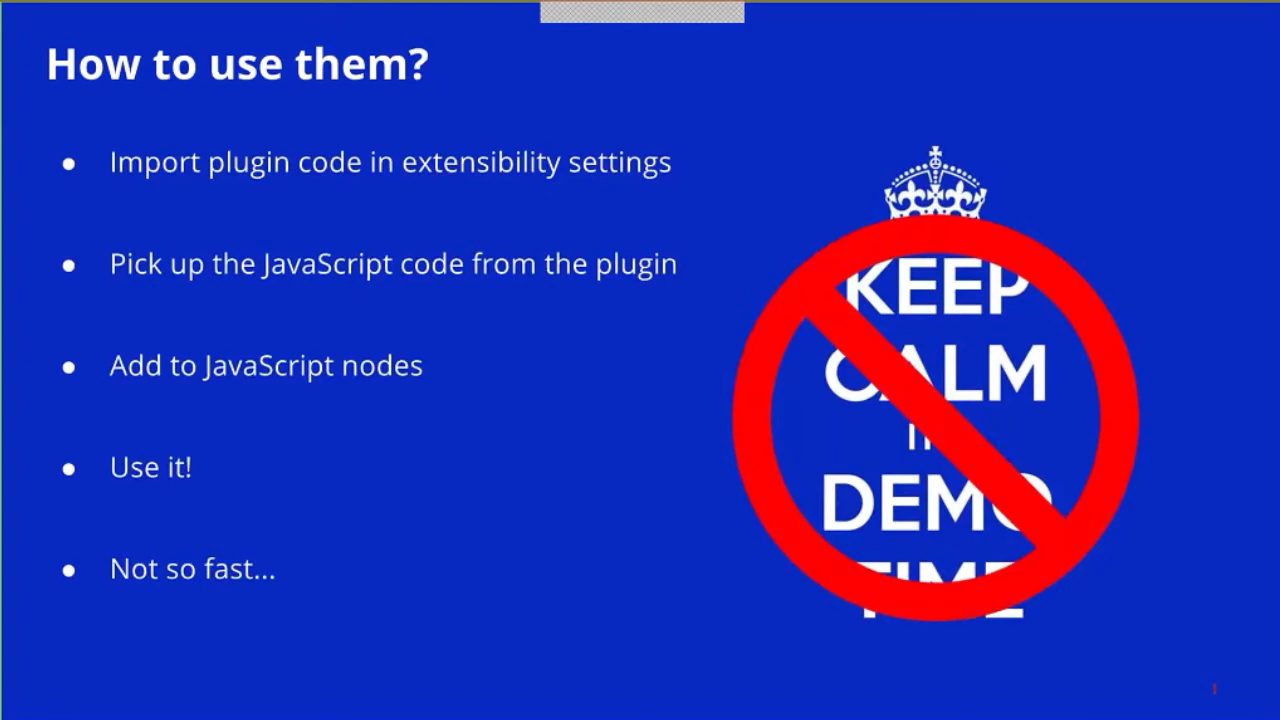 How to use them?
● Import plugin code in extensibility settings
● Pick up the JavaScript code from the plugin
● Add to JavaScript nodes
● Use it!
● Not so fast...
KEEP
CALM
DEMO
TIME